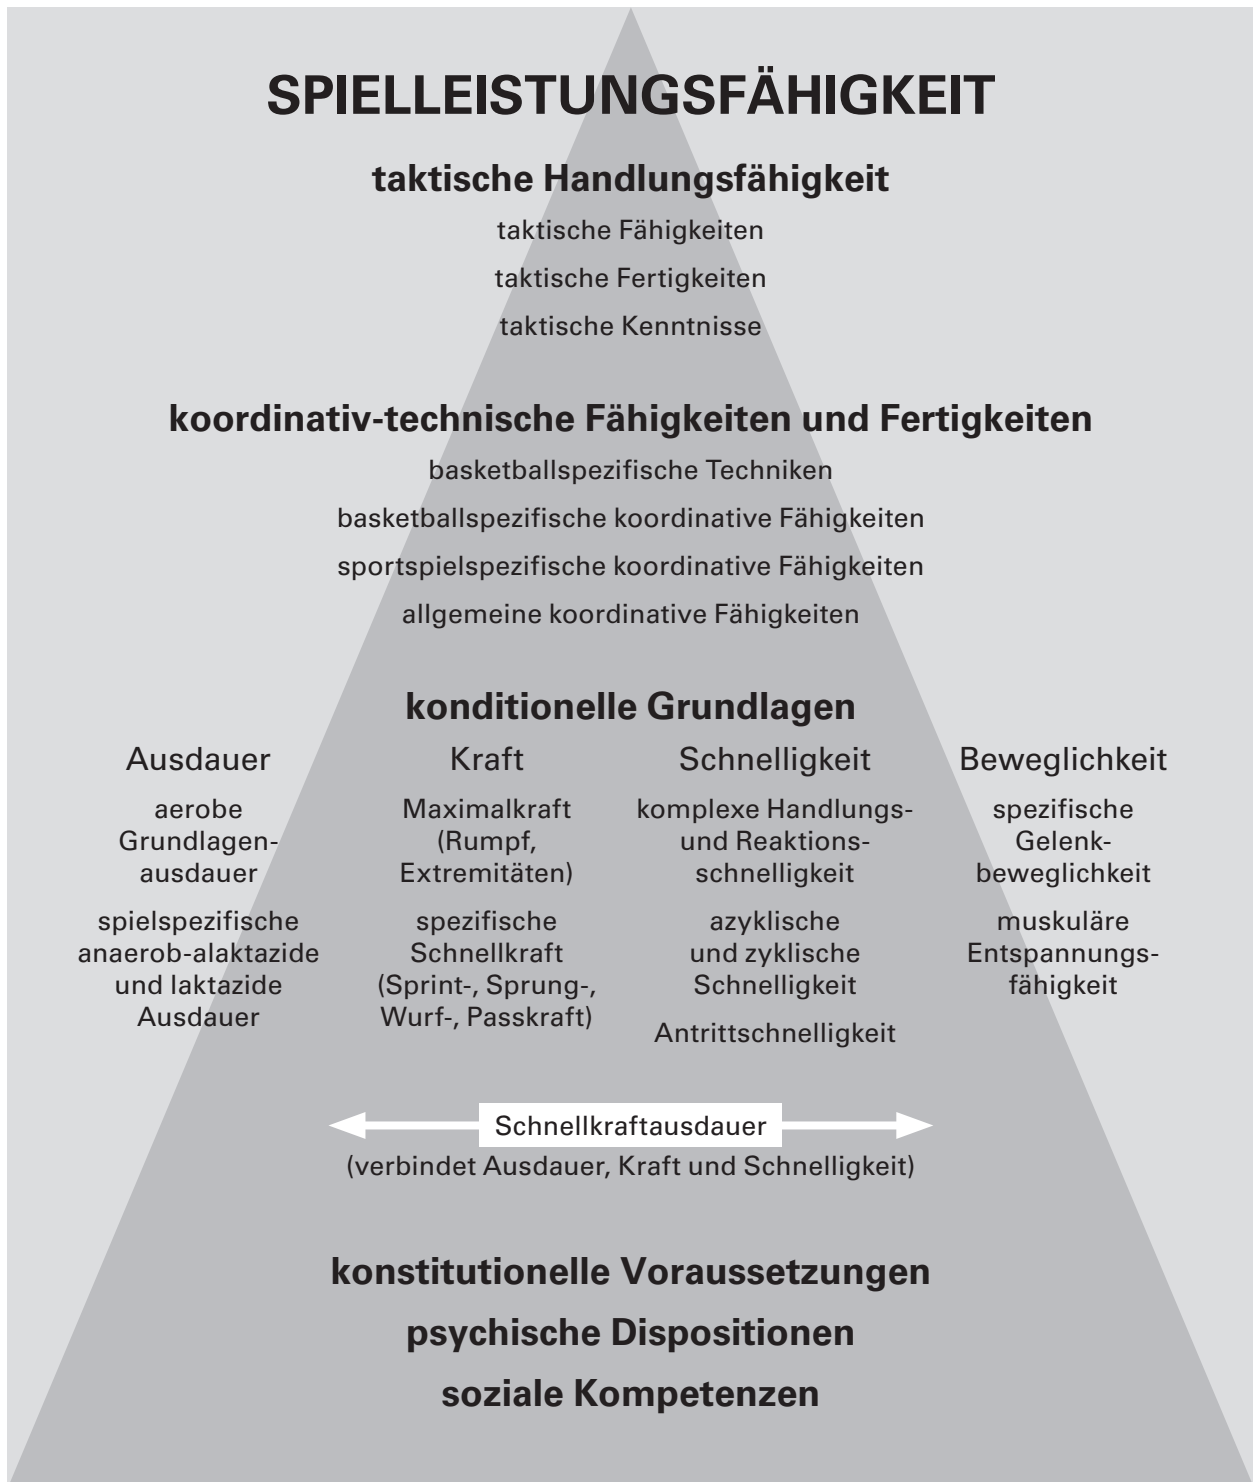 SPIELLEISTUNGSFÄHIGKEIT
taktische Handlungsfähigkeit
taktische Fähigkeiten
taktische Fertigkeiten
taktische Kenntnisse
koordinativ-technische Fähigkeiten und Fertigkeiten
basketballspezifische Techniken
basketballspezifische koordinative Fähigkeiten
sportspielspezifische koordinative Fähigkeiten
allgemeine koordinative Fähigkeiten
konditionelle Grundlagen
Ausdauer
aerobe
Grundlagen-
ausdauer
spielspezifische
anaerob-alaktazide
und laktazide
Ausdauer
Kraft
Maximalkraft
(Rumpf,
Extremitäten)
spezifische
Schnellkraft
(Sprint-, Sprung-,
Wurf-, Passkraft)
Schnelligkeit
komplexe Handlungs-
und Reaktions-
schnelligkeit
azyklische
und zyklische
Schnelligkeit
Antrittschnelligkeit
Beweglichkeit
spezifische
Gelenk-
beweglichkeit
muskuläre
Entspannungs-
fähigkeit
Schnellkraftausdauer
(verbindet Ausdauer, Kraft und Schnelligkeit)
konstitutionelle Voraussetzungen
psychische Dispositionen
soziale Kompetenzen